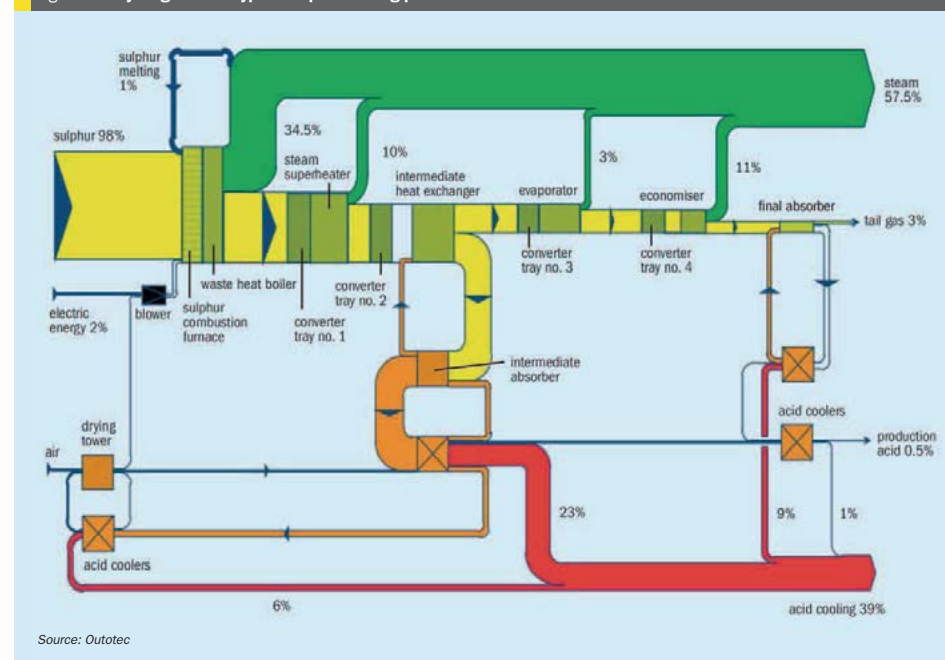 sulphur
melting
1%
steam
57.5%
sulphur 98%
34.5%
steam
superheater
10%
intermediate
heat exchanger
3%
evaporator
11%
economiser
final absorber
tail gas 3%
waste heat boiler
converter
tray no. 3
converter
tray no. 4
electric
energy 2%
blower
sulphur
combustion
furnace
converter
tray no. 2
converter
tray no. 1
intermediate
absorber
acid coolers
drying
tower
air
production
acid 0.5%
23%
9%
1%
acid coolers
6%
acid cooling 39%
Source: Outotec